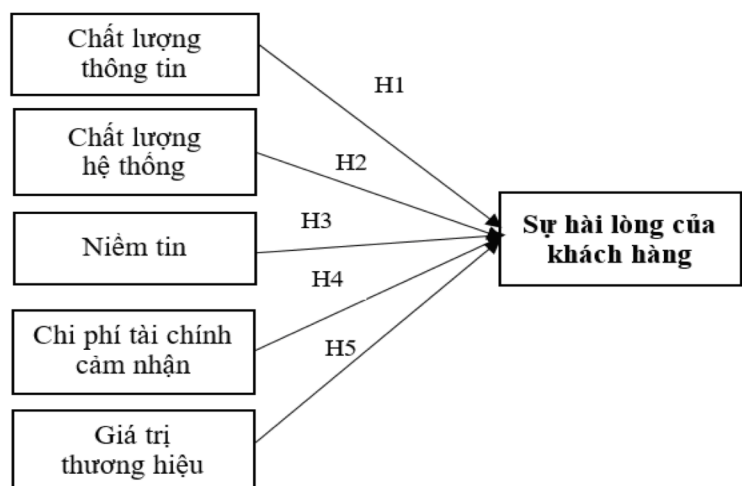 Chất lượng
thông tin
H1
Chất lượng
hệ thống
H2
Niềm tin
H3
Sự hài lòng của
khách hàng
Chi phí tài chính
cảm nhận
H4
Giá trị
thương hiệu
H5